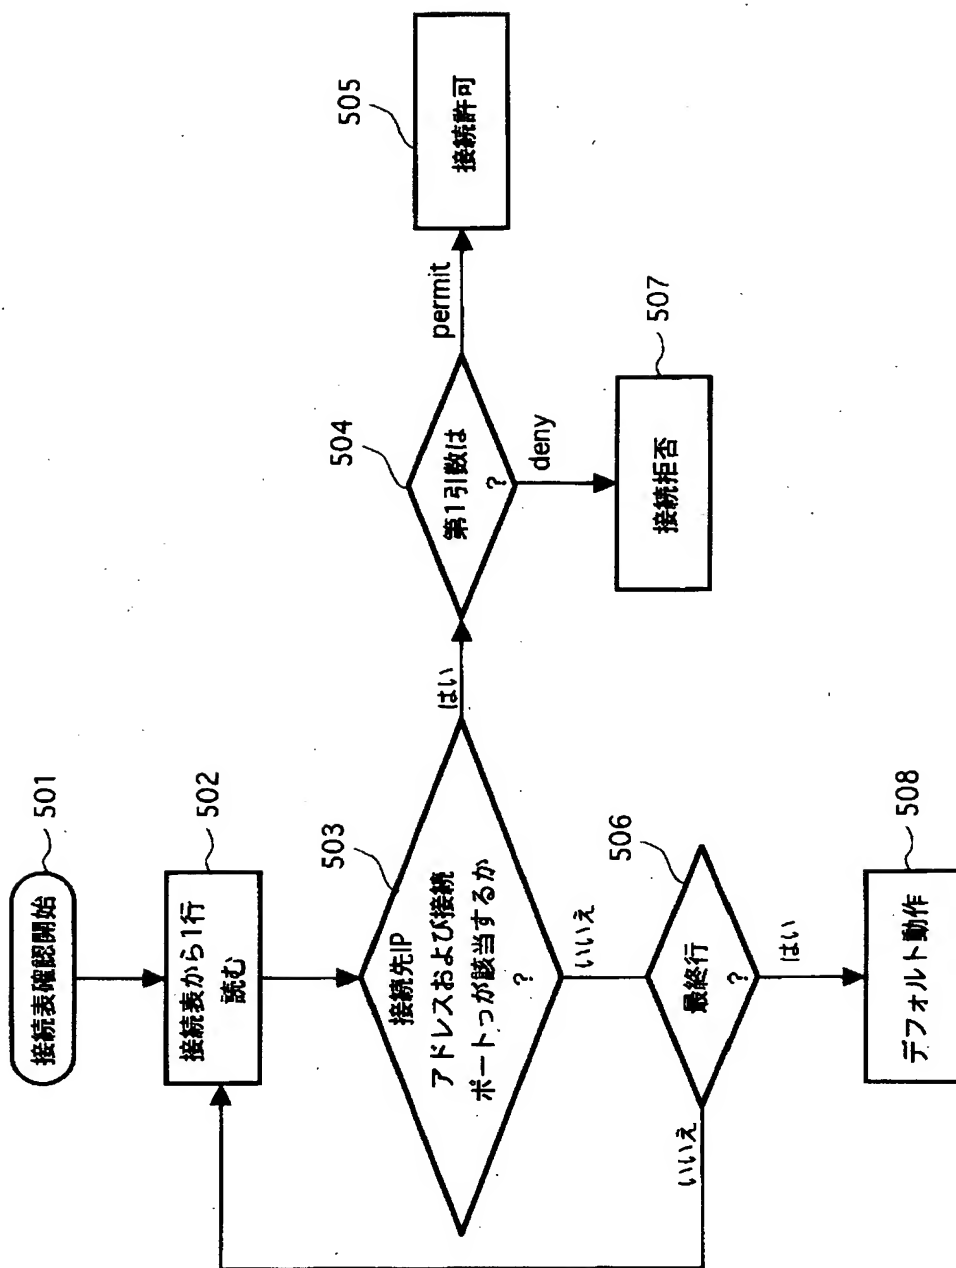 接続表確認開始
501
接続表から1行
読む
502
接続先IP
アドレスおよび接続
ポートっが該当するか
?
503
はい
第1引数は
?
504
permit
接続許可
505
deny
接続拒否
507
いいえ
最終行
?
506
いいえ
はい
デフォルト動作
508